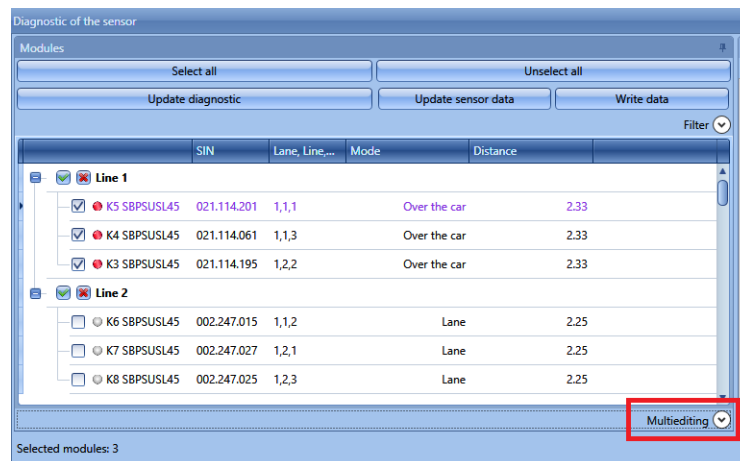 Diagnostic of the sensor
Modules
Select all Unselect all
Update diagnostic Update sensor data Write data
Filter
SIN Lane, Line,... Mode Distance
Line 1
K5 SBPSUSL45 021.114.201 1,1,1 Over the car 2.33
K4 SBPSUSL45 021.114.061 1,1,3 Over the car 2.33
K3 SBPSUSL45 021.114.195 1,2,2 Over the car 2.33
Line 2
K6 SBPSUSL45 002.247.015 1,1,2 Lane 2.25
K7 SBPSUSL45 002.247.027 1,2,1 Lane 2.25
K8 SBPSUSL45 002.247.025 1,2,3 Lane 2.25
Multiediting
Selected modules: 3